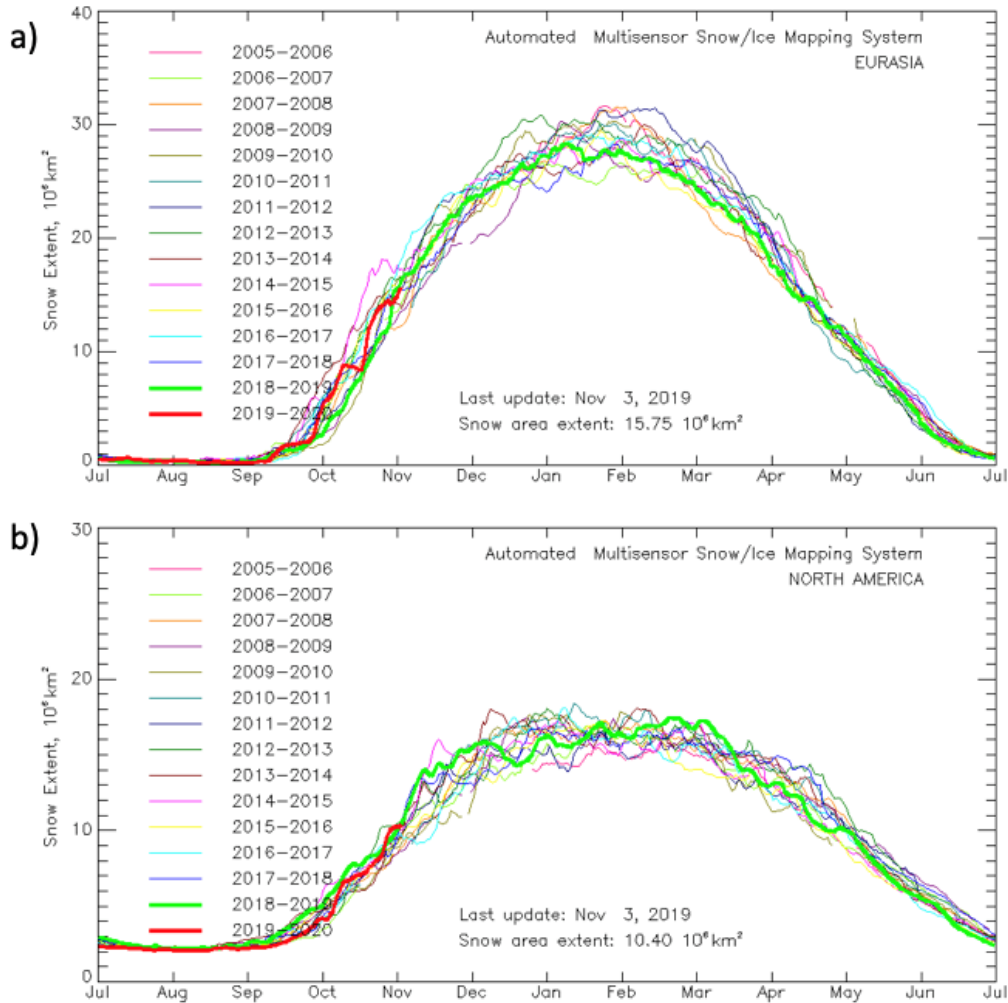 a)
40
30
20
10
0
Snow Extent, 10⁶km²
Automated Multisensor Snow/Ice Mapping System
EURASIA
2005-2006
2006-2007
2007-2008
2008-2009
2009-2010
2010-2011
2011-2012
2012-2013
2013-2014
2014-2015
2015-2016
2016-2017
2017-2018
2018-2019
2019-2020
Last update: Nov 3, 2019
Snow area extent: 15.75 10⁶km²
Jul Aug Sep Oct Nov Dec Jan Feb Mar Apr May Jun Jul
b)
30
20
10
0
Snow Extent, 10⁶km²
Automated Multisensor Snow/Ice Mapping System
NORTH AMERICA
2005-2006
2006-2007
2007-2008
2008-2009
2009-2010
2010-2011
2011-2012
2012-2013
2013-2014
2014-2015
2015-2016
2016-2017
2017-2018
2018-2019
2019-2020
Last update: Nov 3, 2019
Snow area extent: 10.40 10⁶km²
Jul Aug Sep Oct Nov Dec Jan Feb Mar Apr May Jun Jul